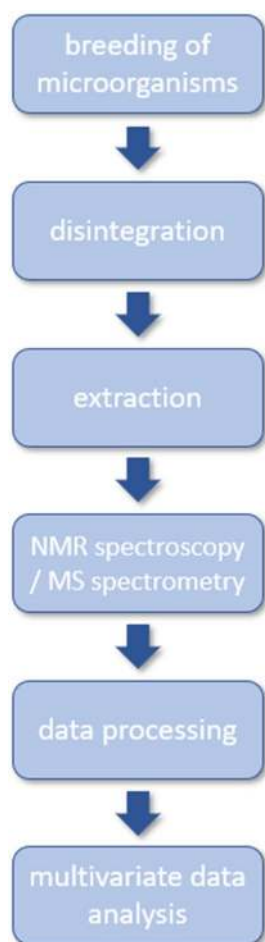 breeding of
microorganisms
disintegration
extraction
NMR spectroscopy
/ MS spectrometry
data processing
multivariate data
analysis